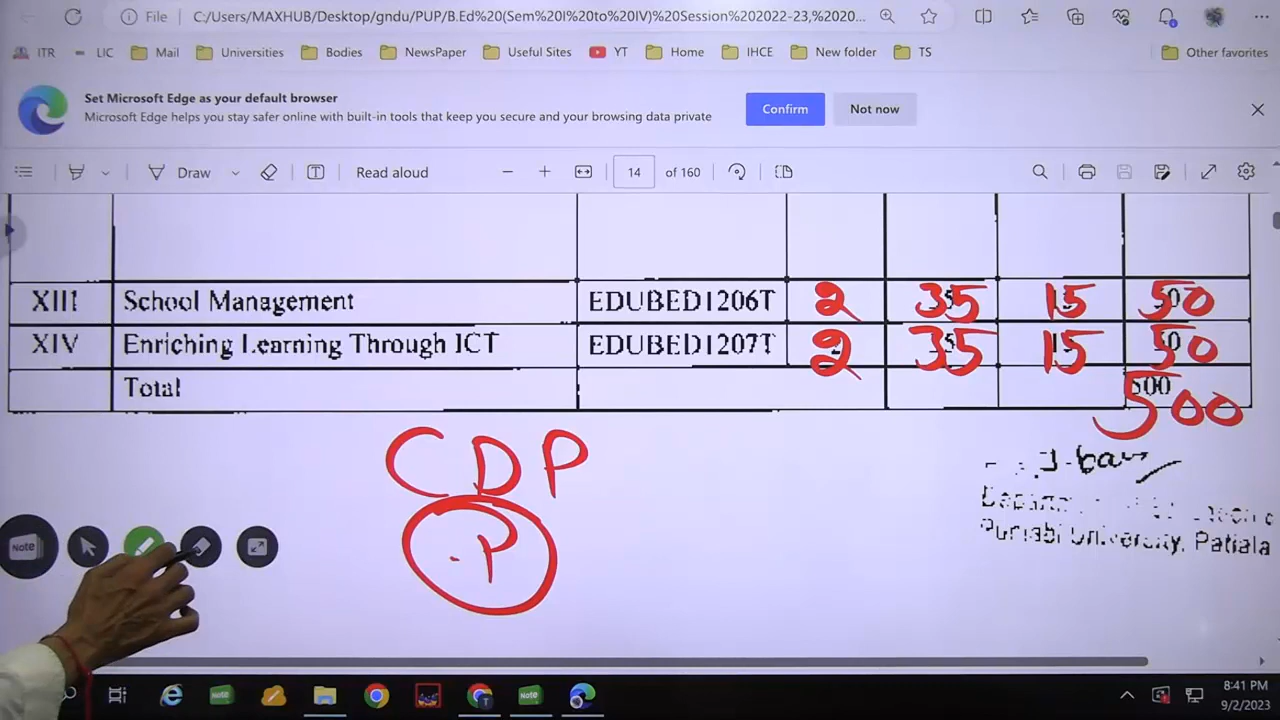 File | C:/Users/MAXHUB/Desktop/gndu/PUP/B.Ed%20(Sem%20I%20to%20IV)%20Session%202022-23,%2020...
ITR LIC Mail Universities Bodies NewsPaper Useful Sites YT Home IHCE New folder TS Other favorites
Set Microsoft Edge as your default browser
Microsoft Edge helps you stay safer online with built-in tools that keep you secure and your browsing data private
Confirm Not now
Draw Read aloud 14 of 160
XIII School Management EDUBED1206T 2 35 15 50
XIV Enriching Learning Through ICT EDUBED1207T 2 35 15 50
Total 500
500
CDP
.P
Punjabi University, Patiala
Note
Note Note
8:41 PM
9/2/2023